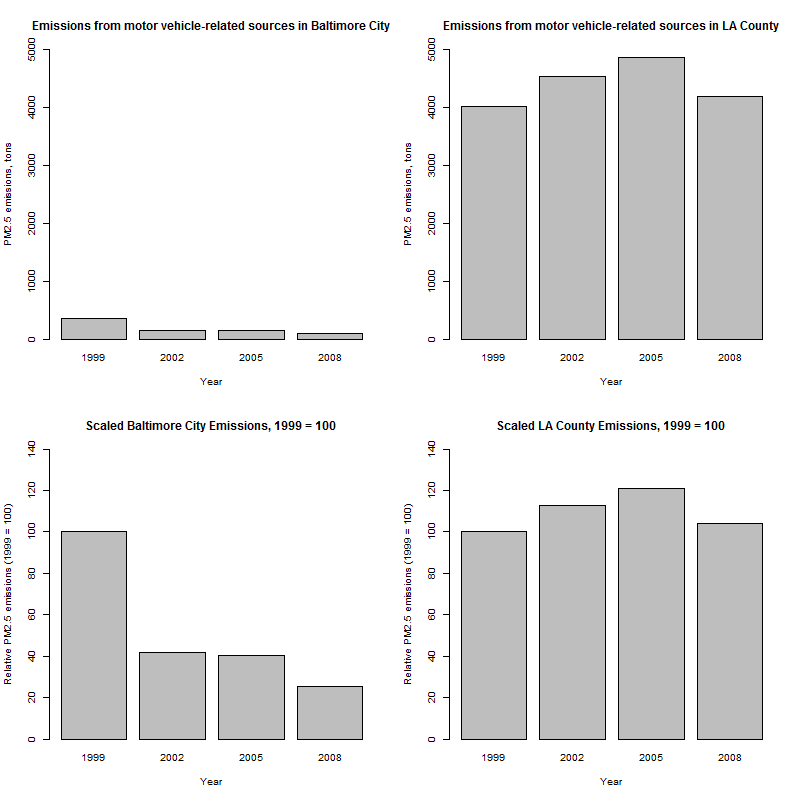 Emissions from motor vehicle-related sources in Baltimore City
PM2.5 emissions, tons
5000
4000
3000
2000
1000
0
1999 2002 2005 2008
Year
Emissions from motor vehicle-related sources in LA County
PM2.5 emissions, tons
5000
4000
3000
2000
1000
0
1999 2002 2005 2008
Year
Scaled Baltimore City Emissions, 1999 = 100
Relative PM2.5 emissions (1999 = 100)
140
120
100
80
60
40
20
0
1999 2002 2005 2008
Year
Scaled LA County Emissions, 1999 = 100
Relative PM2.5 emissions (1999 = 100)
140
120
100
80
60
40
20
0
1999 2002 2005 2008
Year